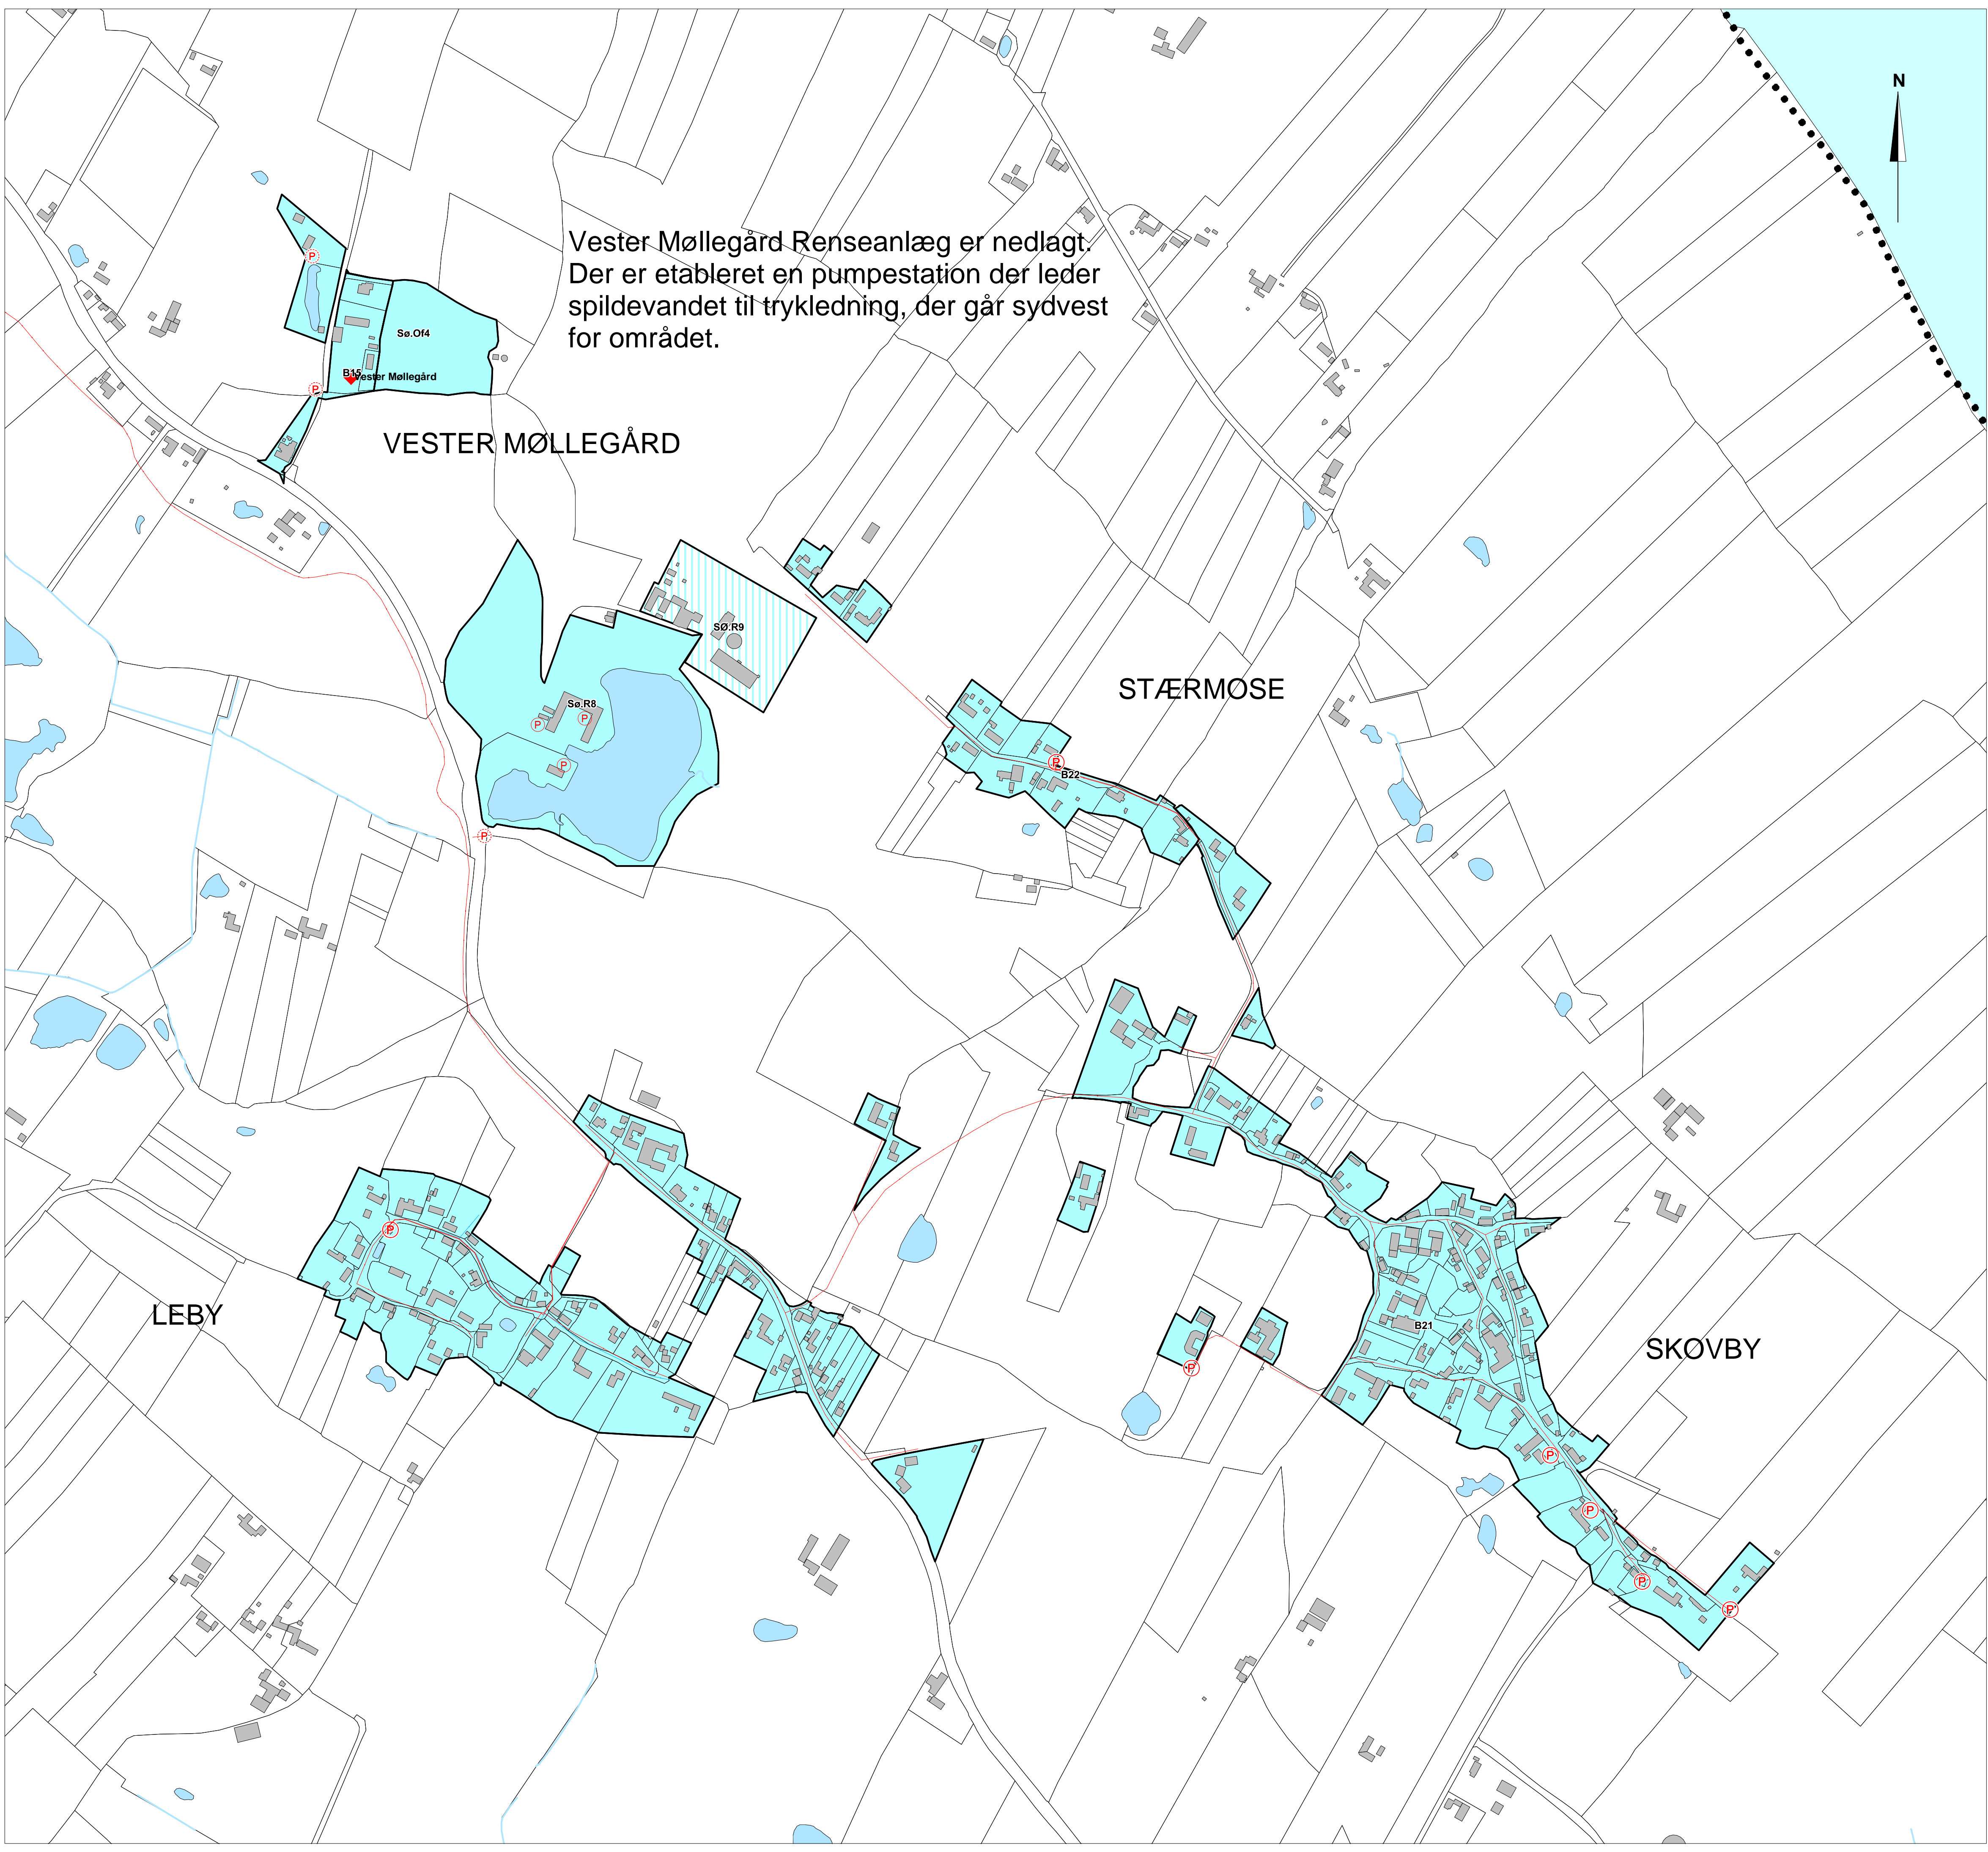 N
Vester Møllegård Renseanlæg er nedlagt.
Der er etableret en pumpestation der leder
spildevandet til trykledning, der går sydvest
for området.
P
Sø.Of4
B15
Vester Møllegård
P
VESTER MØLLEGÅRD
SØ.R9
STÆRMOSE
Sø.R8
P
P
P
P
B22
P
P
LEBY
B21
SKOVBY
P
P
P
P
P